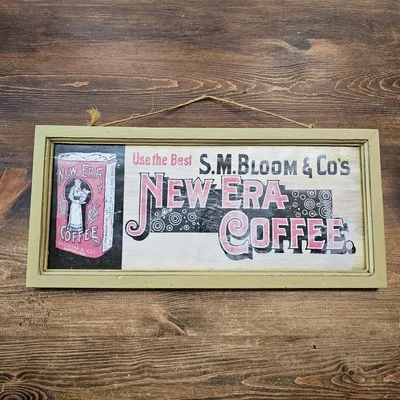 Use the Best S.M. BLOOM & CO'S
NEW ERA
COFFEE.
NEW ERA
COFFEE